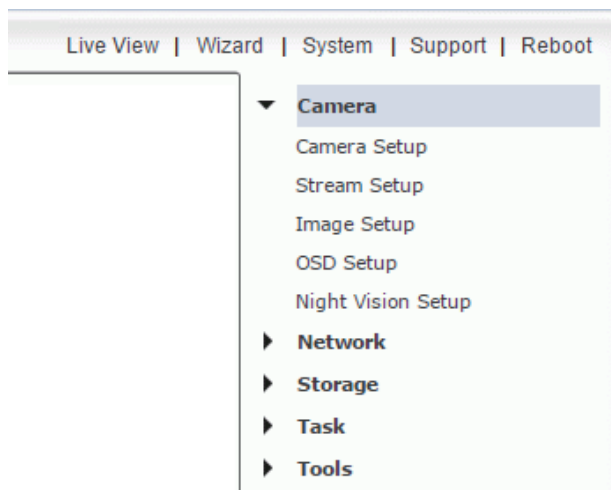 Live View | Wizard | System | Support | Reboot
Camera
Camera Setup
Stream Setup
Image Setup
OSD Setup
Night Vision Setup
Network
Storage
Task
Tools